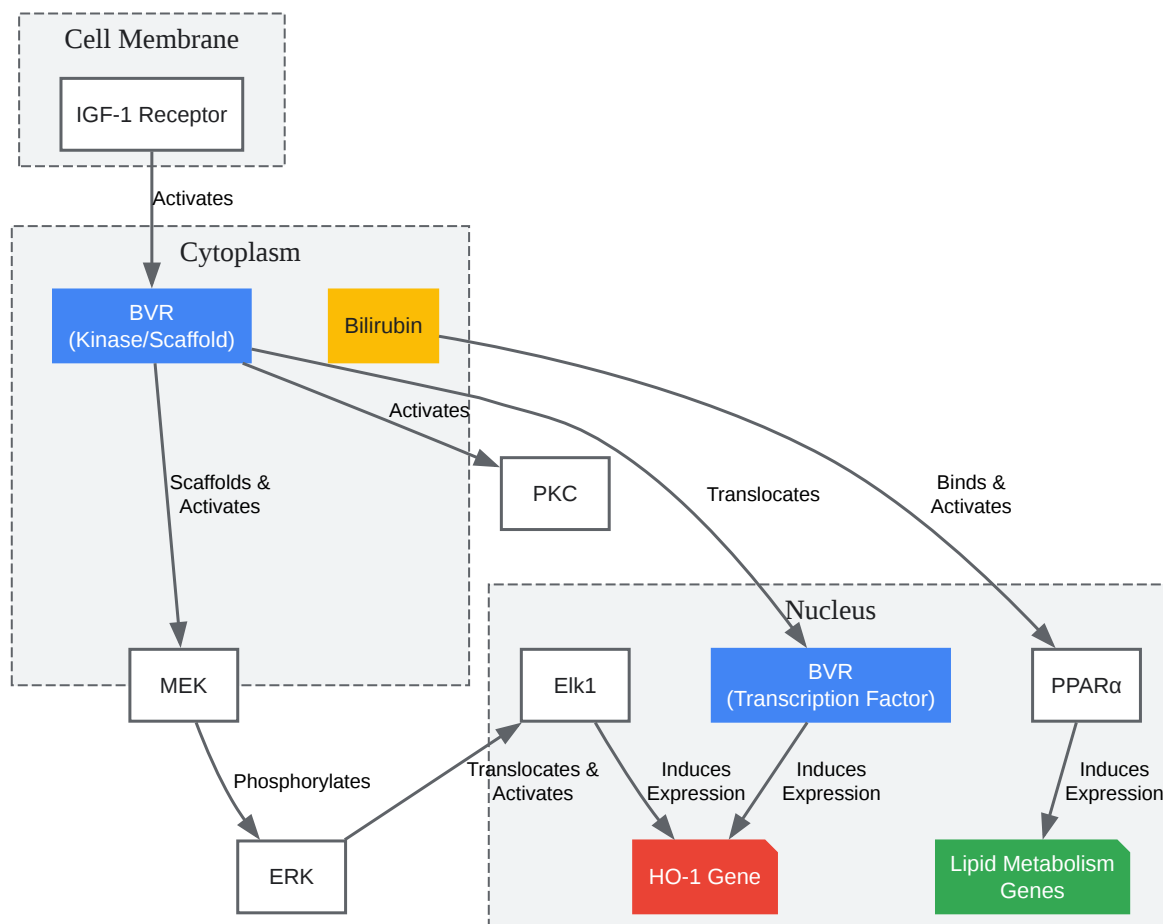 Cell Membrane
IGF-1 Receptor
Activates
Cytoplasm
BVR
(Kinase/Scaffold)
Bilirubin
Activates
Scaffolds &
Activates
PKC
Translocates
Binds &
Activates
Nucleus
MEK
Elk1
BVR
(Transcription Factor)
PPARα
Phosphorylates
Translocates &
Activates
Induces
Expression
Induces
Expression
Induces
Expression
ERK
HO-1 Gene
Lipid Metabolism
Genes